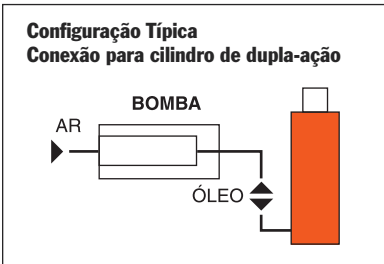 Configuração Típica
Conexão para cilindro de dupla-ação
BOMBA
AR
ÓLEO